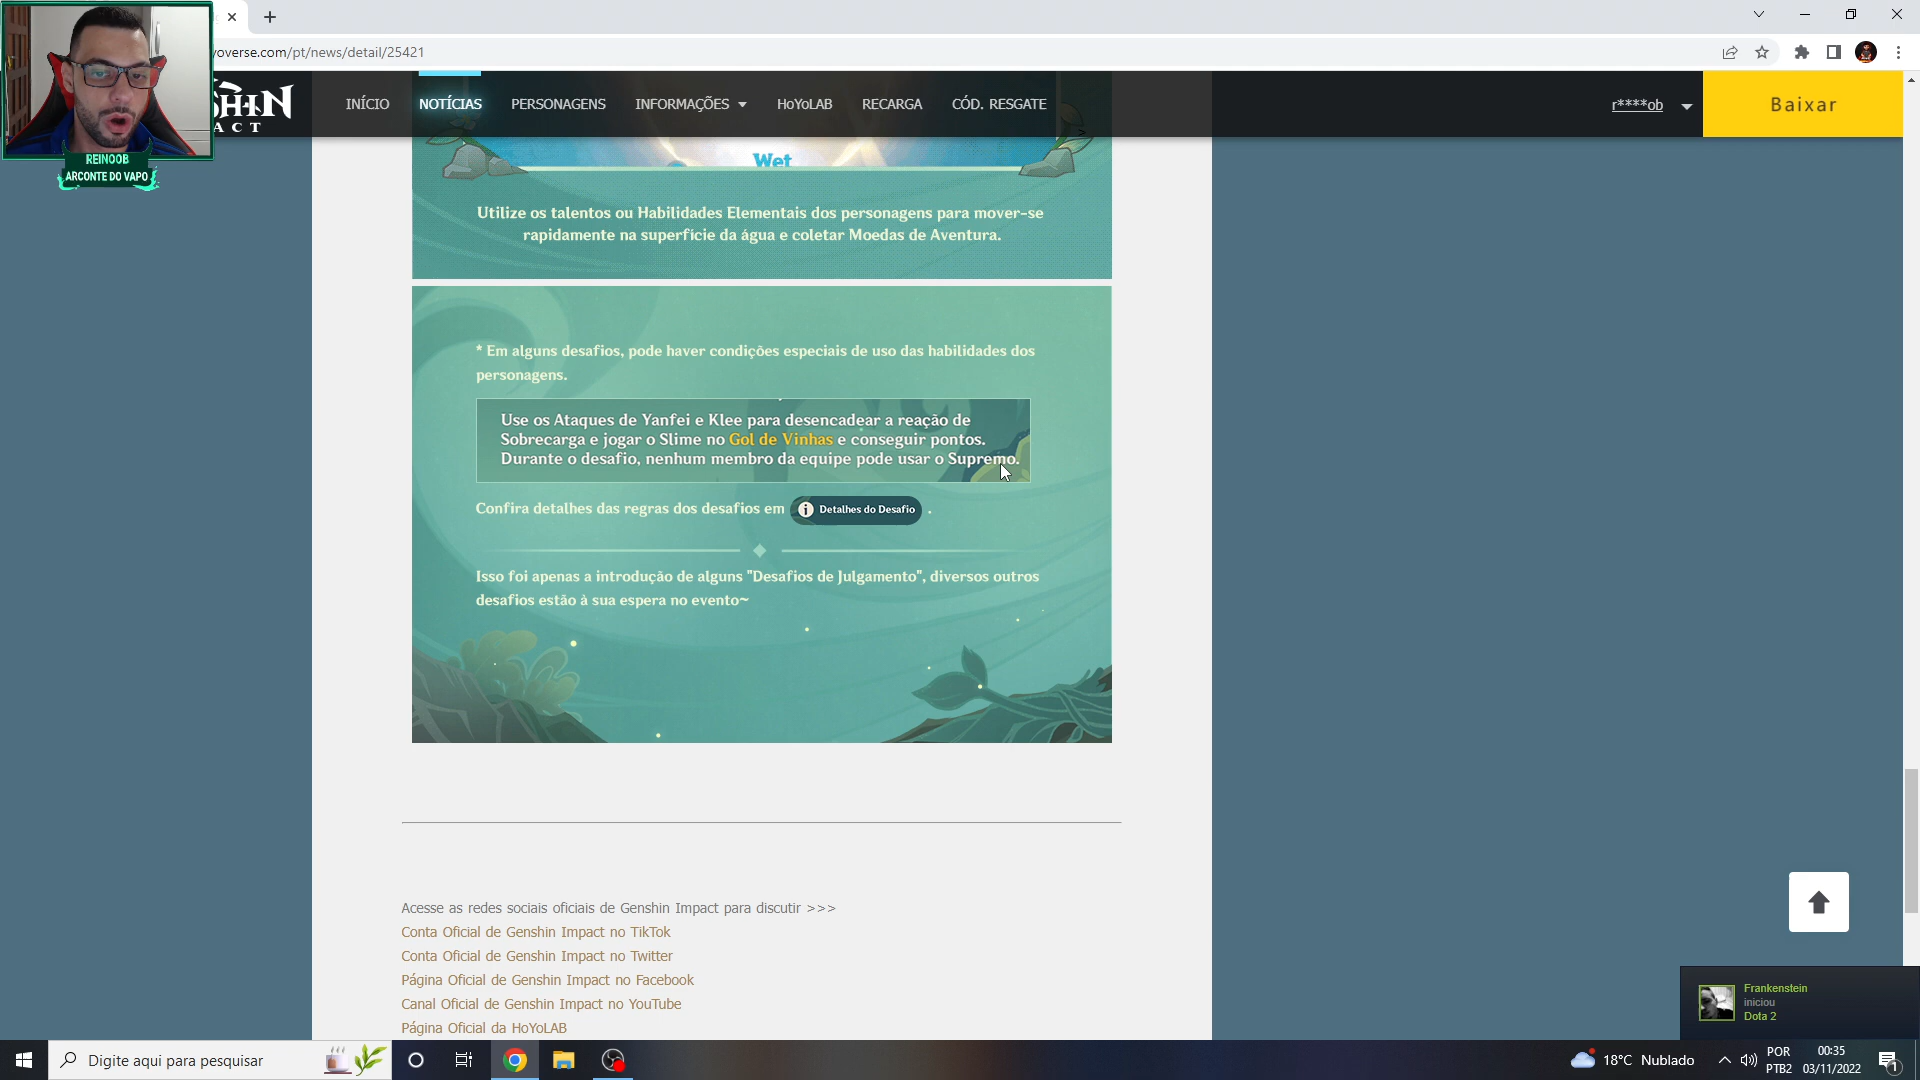 yoverse.com/pt/news/detail/25421
INÍCIO
NOTÍCIAS
PERSONAGENS
INFORMAÇÕES
HoYoLAB
RECARGA
CÓD. RESGATE
r****ob
Baixar
REINOOB
ARCONTE DO VAPO
Wet
Utilize os talentos ou Habilidades Elementais dos personagens para mover-se
rapidamente na superfície da água e coletar Moedas de Aventura.
* Em alguns desafios, pode haver condições especiais de uso das habilidades dos
personagens.
Use os Ataques de Yanfei e Klee para desencadear a reação de
Sobrecarga e jogar o Slime no Gol de Vinhas e conseguir pontos.
Durante o desafio, nenhum membro da equipe pode usar o Supremo.
Confira detalhes das regras dos desafios em Detalhes do Desafio .
Isso foi apenas a introdução de alguns "Desafios de Julgamento", diversos outros
desafios estão à sua espera no evento~
Acesse as redes sociais oficiais de Genshin Impact para discutir >>>
Conta Oficial de Genshin Impact no TikTok
Conta Oficial de Genshin Impact no Twitter
Página Oficial de Genshin Impact no Facebook
Canal Oficial de Genshin Impact no YouTube
Página Oficial da HoYoLAB
Frankenstein
iniciou
Dota 2
Digite aqui para pesquisar
18°C Nublado
POR
PTB2
00:35
03/11/2022
1